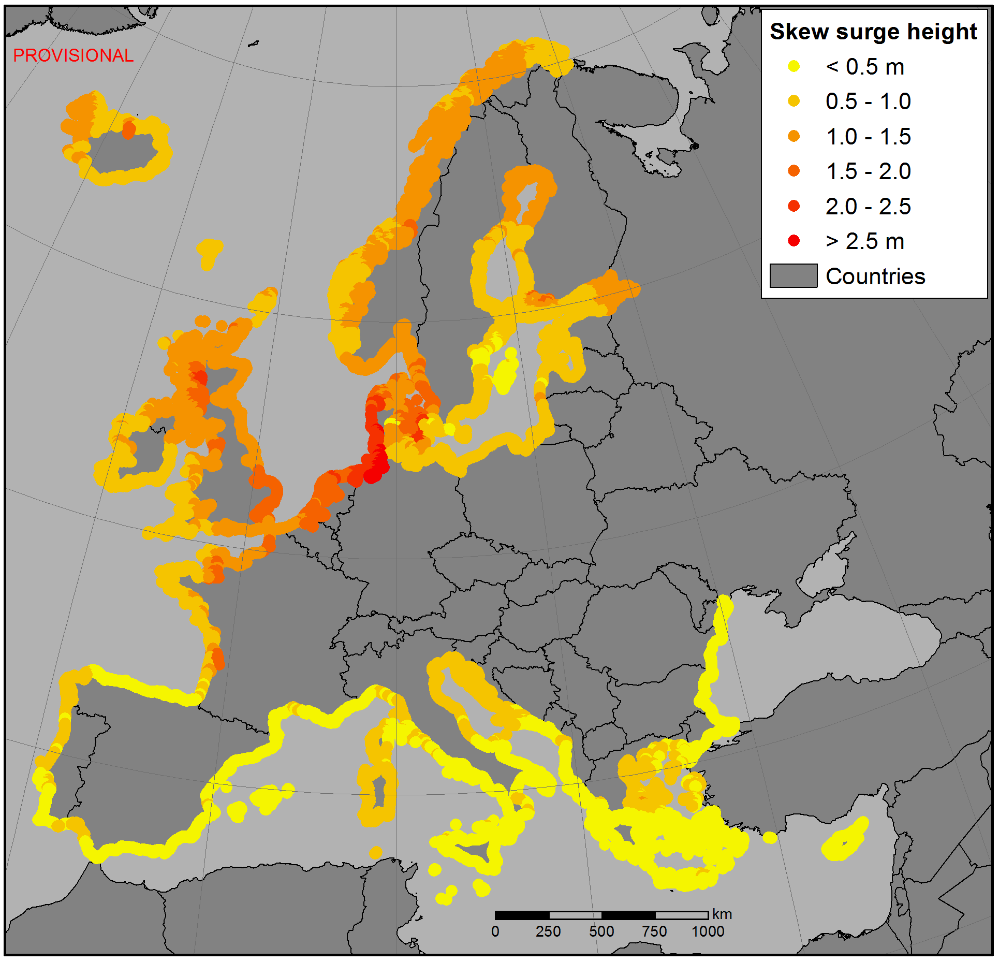 PROVISIONAL
Skew surge height
< 0.5 m
0.5 - 1.0
1.0 - 1.5
1.5 - 2.0
2.0 - 2.5
> 2.5 m
Countries
km
0 250 500 750 1000